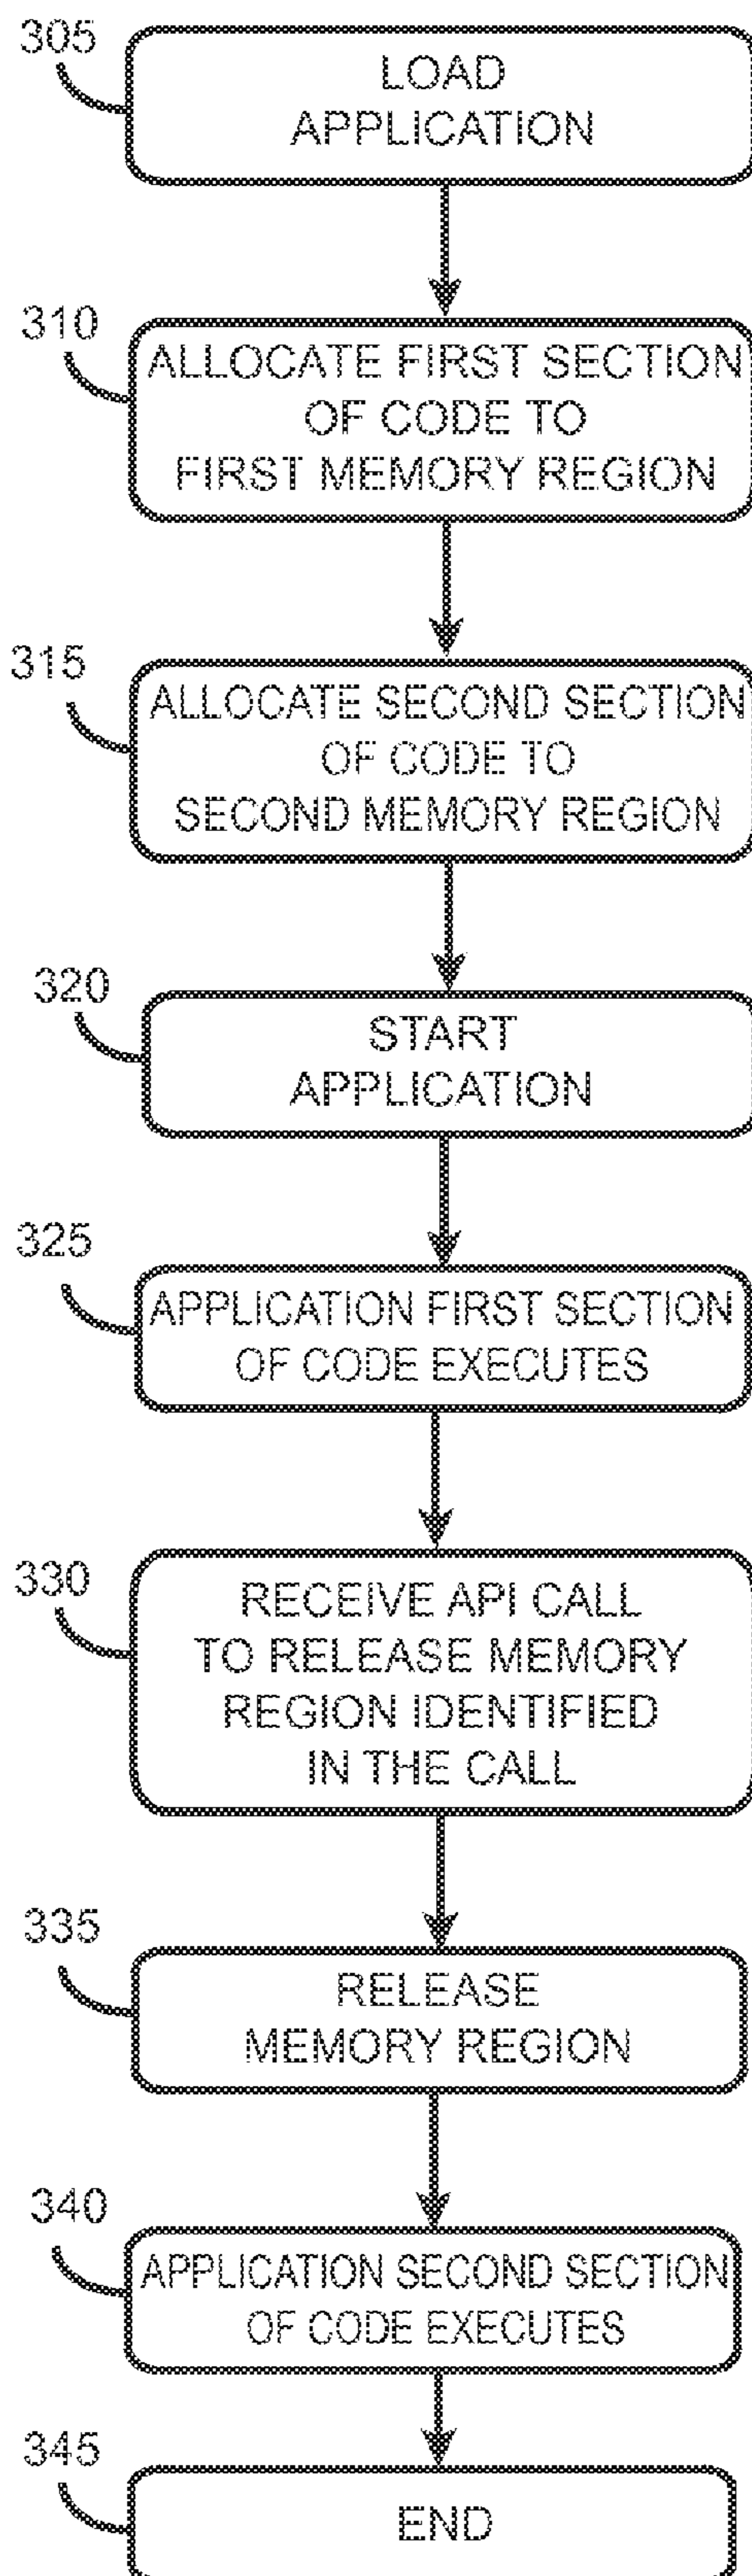 305
LOAD
APPLICATION
310
ALLOCATE FIRST SECTION
OF CODE TO
FIRST MEMORY REGION
315
ALLOCATE SECOND SECTION
OF CODE TO
SECOND MEMORY REGION
320
START
APPLICATION
325
APPLICATION FIRST SECTION
OF CODE EXECUTES
330
RECEIVE API CALL
TO RELEASE MEMORY
REGION IDENTIFIED
IN THE CALL
335
RELEASE
MEMORY REGION
340
APPLICATION SECOND SECTION
OF CODE EXECUTES
345
END